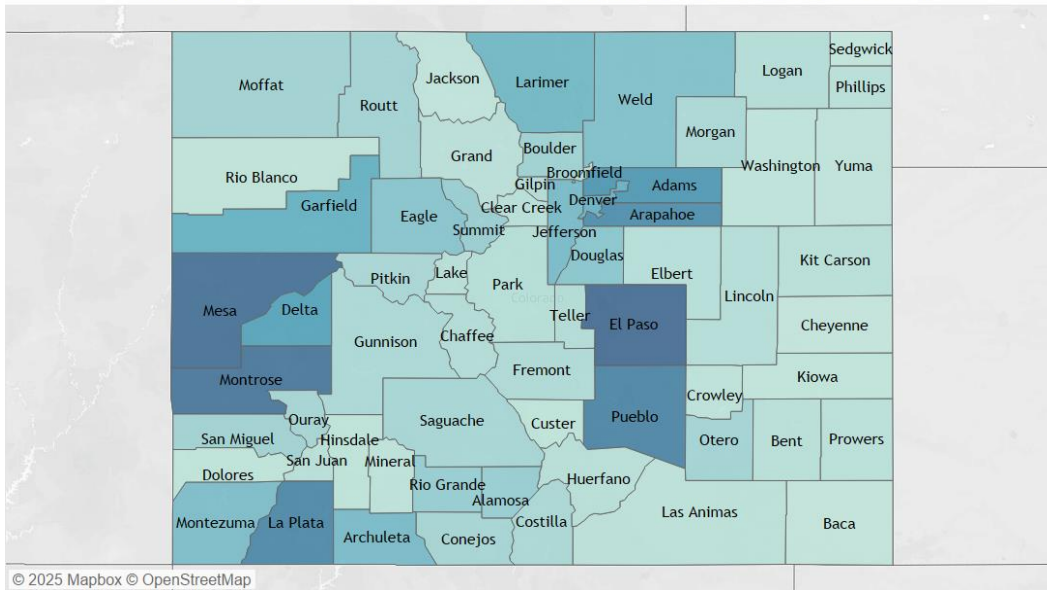 Sedgwick
Logan
Jackson
Larimer
Moffat
Phillips
Weld
Routt
Morgan
Boulder
Grand
Washington
Yuma
Broomfield
Rio Blanco
Gilpin
Adams
Denver
Garfield
Clear Creek
Eagle
Arapahoe
Summit
Jefferson
Douglas
Kit Carson
Lake
Elbert
Pitkin
Park
Lincoln
Colorado
Mesa
Delta
Teller
El Paso
Cheyenne
Chaffee
Gunnison
Fremont
Montrose
Kiowa
Crowley
Pueblo
Ouray
Saguache
Custer
San Miguel
Hinsdale
Otero
Bent
Prowers
San Juan
Mineral
Dolores
Huerfano
Rio Grande
Alamosa
Las Animas
Montezuma
La Plata
Costilla
Baca
Archuleta
Conejos
© 2025 Mapbox © OpenStreetMap